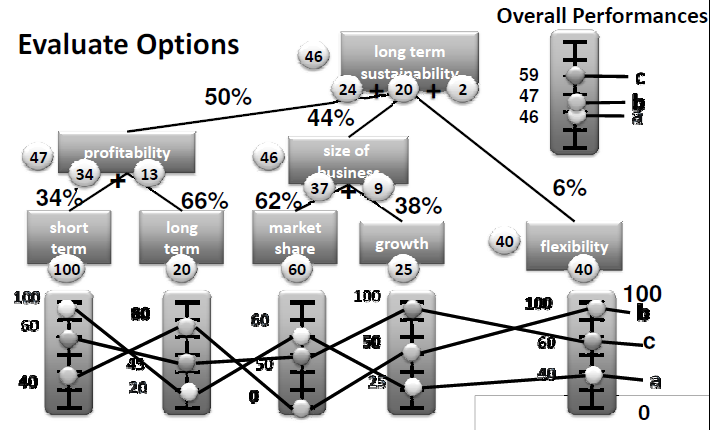 Overall Performances
Evaluate Options
46
long term
sustainability
24 + 20 + 2
59
c
47
b
46
50%
44%
47
profitability
34 + 13
46
size of
business
37 + 9
6%
34%
66%
62%
38%
short
term
100
long
term
20
market
share
60
growth
25
40
flexibility
40
100
60
40
80
45
20
60
50
0
100
50
25
100
60
40
100
b
c
a
0